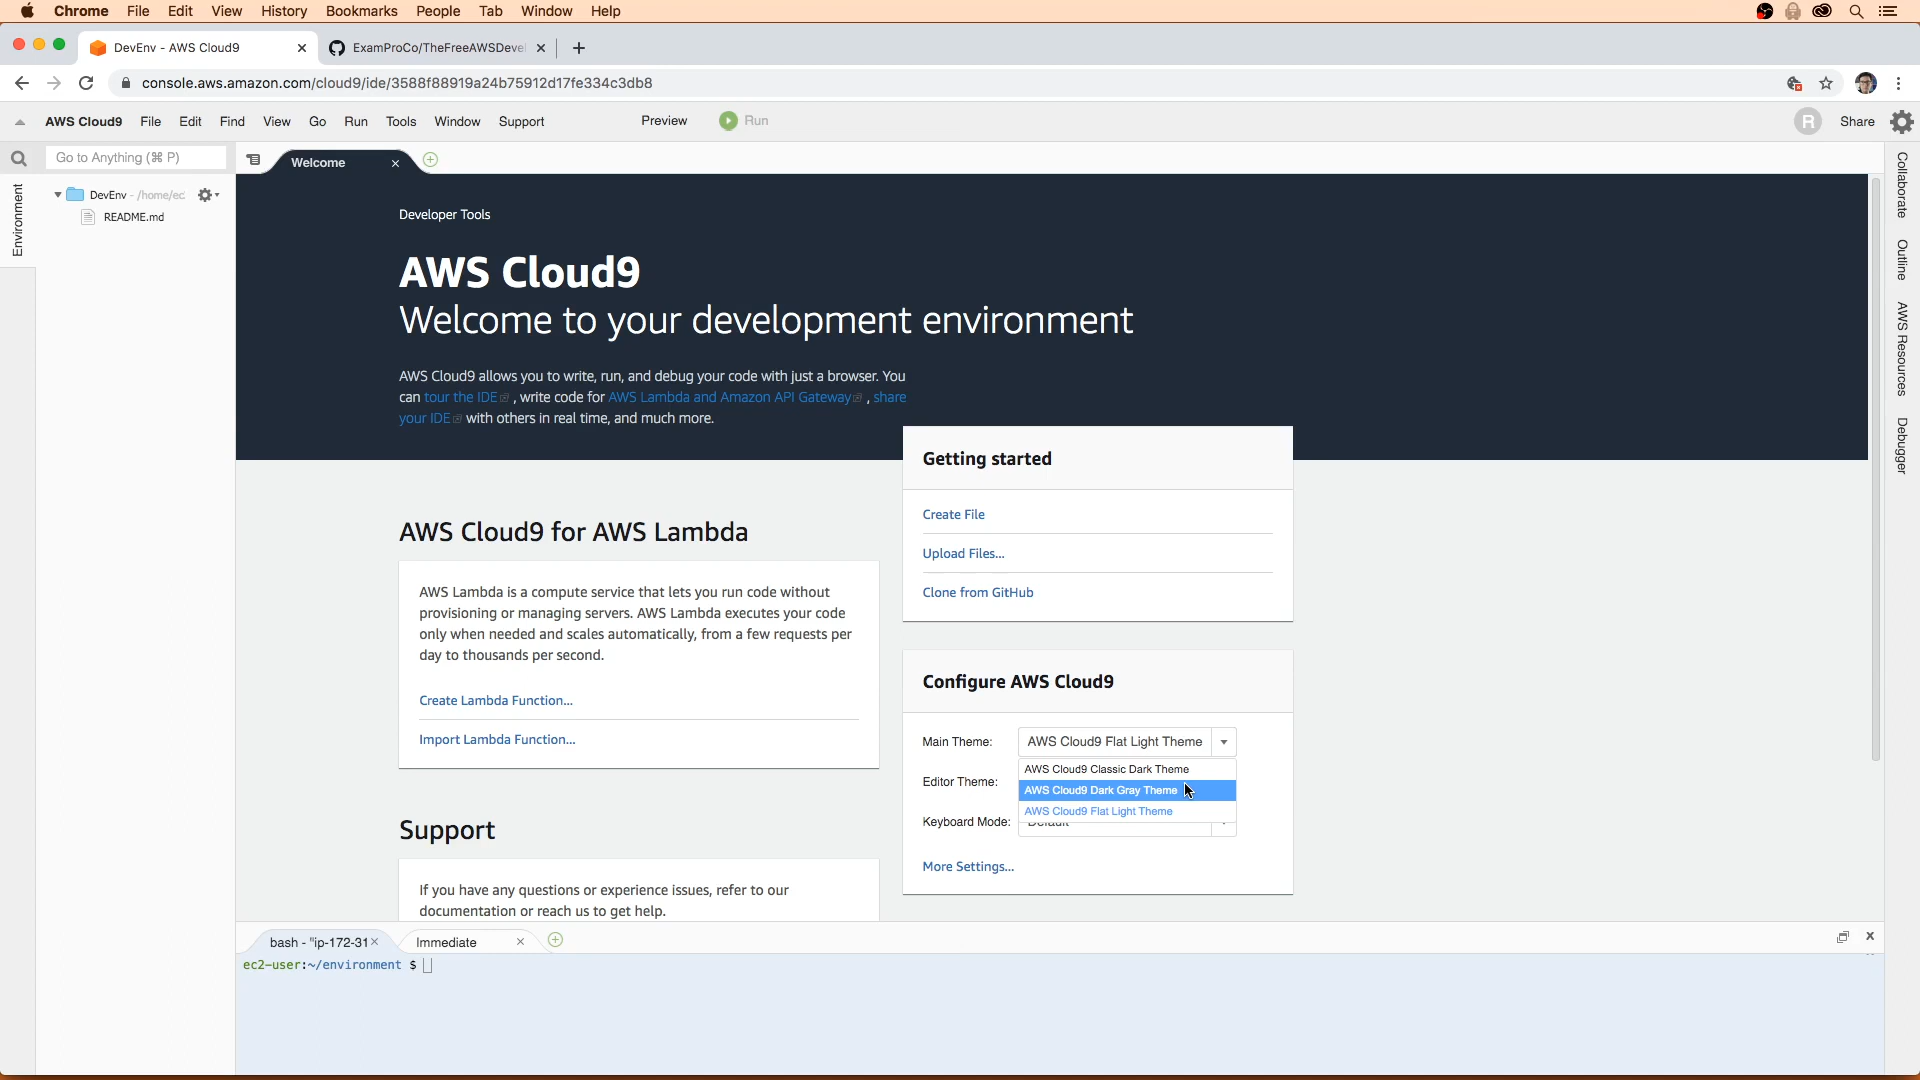 Chrome File Edit View History Bookmarks People Tab Window Help
DevEnv - AWS Cloud9
ExamProCo/TheFreeAWSDeve
console.aws.amazon.com/cloud9/ide/3588f88919a24b75912d17fe334c3db8
AWS Cloud9 File Edit Find View Go Run Tools Window Support Preview Run
R Share
Go to Anything (⌘ P)
Welcome
Environment
DevEnv - /home/ec
README.md
Collaborate
Outline
AWS Resources
Debugger
Developer Tools
AWS Cloud9
Welcome to your development environment
AWS Cloud9 allows you to write, run, and debug your code with just a browser. You
can tour the IDE , write code for AWS Lambda and Amazon API Gateway , share
your IDE with others in real time, and much more.
Getting started
Create File
Upload Files...
Clone from GitHub
AWS Cloud9 for AWS Lambda
AWS Lambda is a compute service that lets you run code without
provisioning or managing servers. AWS Lambda executes your code
only when needed and scales automatically, from a few requests per
day to thousands per second.
Create Lambda Function...
Import Lambda Function...
Configure AWS Cloud9
Main Theme: AWS Cloud9 Flat Light Theme
AWS Cloud9 Classic Dark Theme
Editor Theme:
AWS Cloud9 Dark Gray Theme
AWS Cloud9 Flat Light Theme
Keyboard Mode: Default
More Settings...
Support
If you have any questions or experience issues, refer to our
documentation or reach us to get help.
bash - "ip-172-31
Immediate
ec2-user:~/environment $